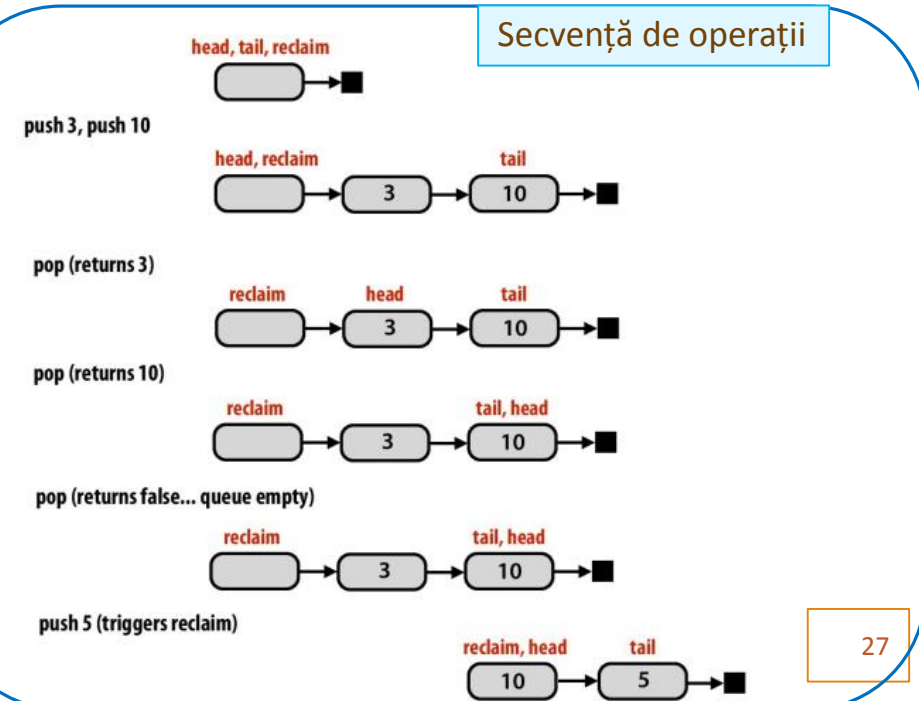 Secvență de operații
head, tail, reclaim
push 3, push 10
head, reclaim tail
3 10
pop (returns 3)
reclaim head tail
3 10
pop (returns 10)
reclaim tail, head
3 10
pop (returns false... queue empty)
reclaim tail, head
3 10
push 5 (triggers reclaim)
reclaim, head tail
10 5
27